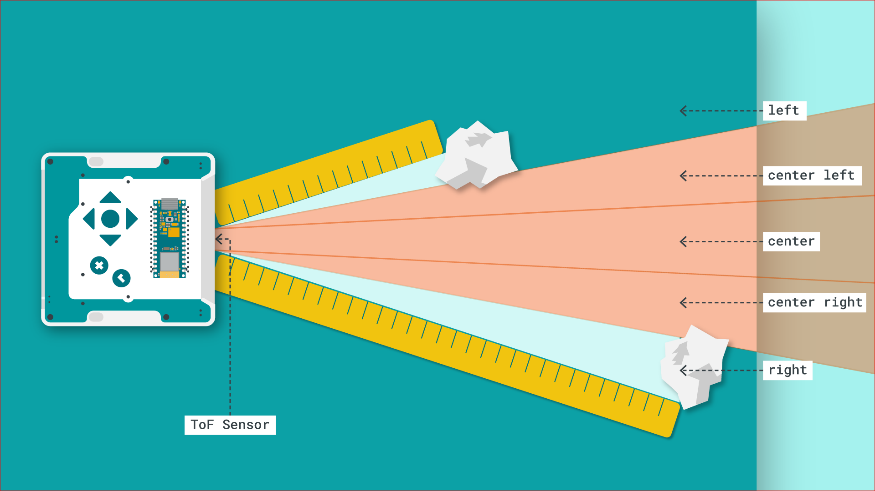 left
center left
center
center right
right
ToF Sensor